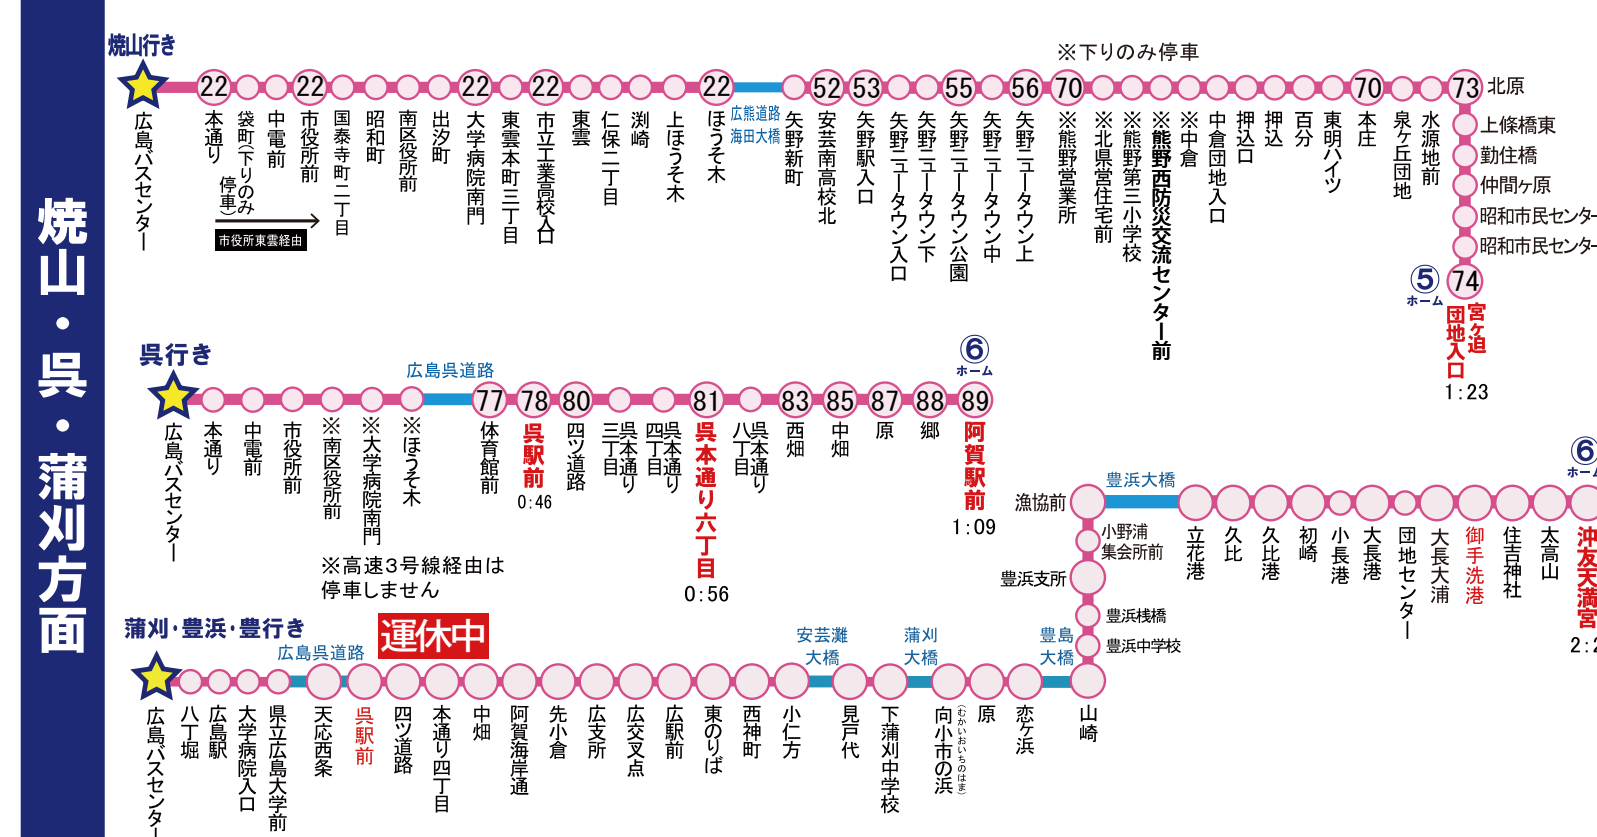 焼山・呉・蒲刈方面
焼山行き
※下りのみ停車
22
22
22
22
22
52
53
55
56
70
70
73
広島バスセンター
本通り
袋町(下りのみ停車)
中電前
市役所前
国泰寺町二丁目
昭和町
南区役所前
出汐町
大学病院南門
東雲本町三丁目
市立工業高校入口
東雲
仁保二丁目
渕崎
上ほうそ木
ほうそ木
広熊道路
海田大橋
矢野新町
安芸南高校北
矢野駅入口
矢野ニュータウン入口
矢野ニュータウン下
矢野ニュータウン公園
矢野ニュータウン中
矢野ニュータウン上
※熊野営業所
※北県営住宅前
※熊野第三小学校
※熊野西防災交流センター前
※中倉
中倉団地入口
押込口
押込
百分
東明ハイツ
本庄
泉ヶ丘団地
水源地前
北原
上條橋東
勤住橋
仲間ヶ原
昭和市民センター
昭和市民センター
74
⑤
ホーム
宮ヶ迫
団地入口
1:23
市役所東雲経由
呉行き
広島呉道路
77
78
80
81
83
85
87
88
89
⑥
ホーム
広島バスセンター
本通り
中電前
市役所前
※南区役所前
※大学病院南門
※ほうそ木
体育館前
呉駅前
0:46
四ツ道路
呉本通り
三丁目
呉本通り
四丁目
呉本通り六丁目
0:56
呉本通り
八丁目
西畑
中畑
原
郷
阿賀駅前
1:09
※高速3号線経由は
停車しません
蒲刈・豊浜・豊行き
運休中
広島呉道路
広島バスセンター
八丁堀
広島駅
大学病院入口
県立広島大学前
天応西条
呉駅前
四ツ道路
本通り四丁目
中畑
阿賀海岸通
先小倉
広支所
広交叉点
広駅前
東のりば
西神町
小仁方
安芸灘
大橋
見戸代
下蒲刈中学校
蒲刈
大橋
向小市の浜
(むかいおいちのはま)
原
恋ヶ浜
豊島
大橋
山崎
豊浜中学校
豊浜桟橋
豊浜支所
小野浦
集会所前
漁協前
豊浜大橋
立花港
久比
久比港
初崎
小長港
大長港
団地センター
大長大浦
御手洗港
住吉神社
太高山
⑥
ホーム
沖友天満宮